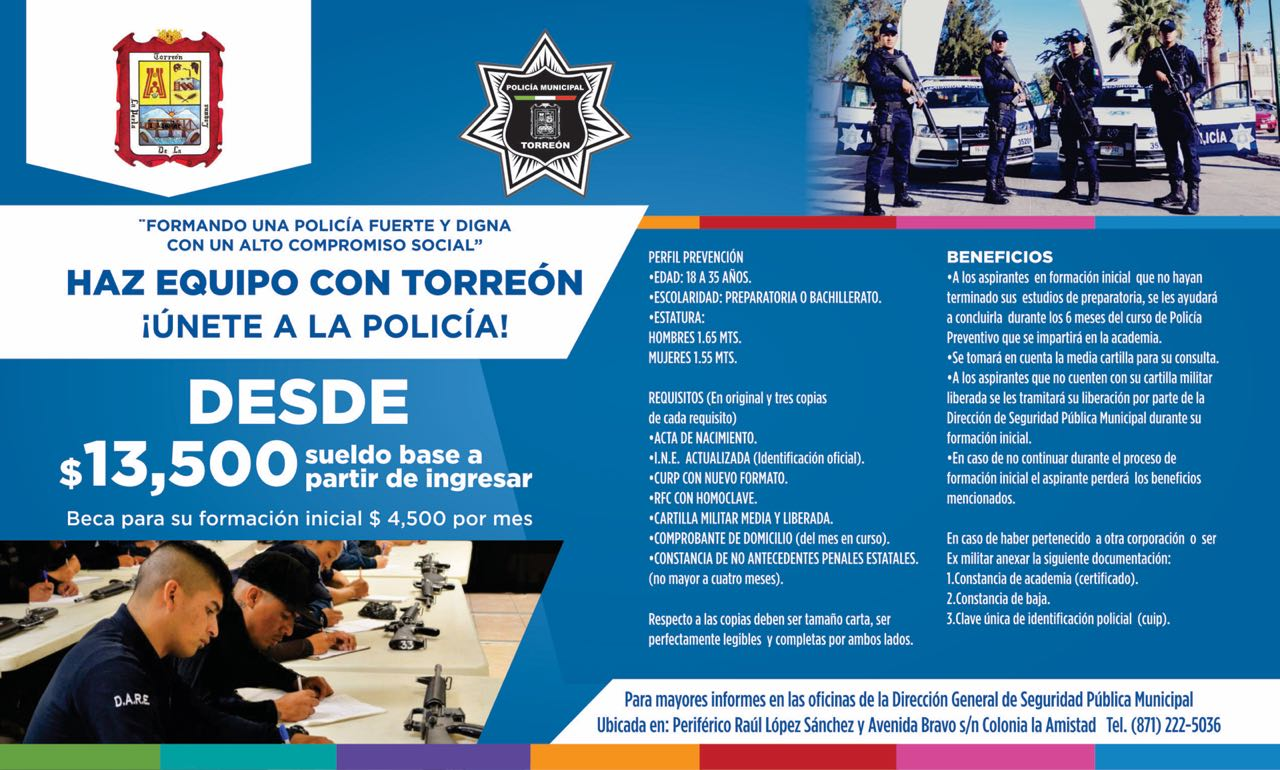 Torreón
La Perla
De La
Laguna
POLICÍA MUNICIPAL
TORREÓN
¨FORMANDO UNA POLICÍA FUERTE Y DIGNA
CON UN ALTO COMPROMISO SOCIAL”
HAZ EQUIPO CON TORREÓN
¡ÚNETE A LA POLICÍA!
DESDE
$13,500 sueldo base a
partir de ingresar
Beca para su formación inicial $ 4,500 por mes
D.A.R.E.
33
POLICÍA
PERFIL PREVENCIÓN
•EDAD: 18 A 35 AÑOS.
•ESCOLARIDAD: PREPARATORIA O BACHILLERATO.
•ESTATURA:
HOMBRES 1.65 MTS.
MUJERES 1.55 MTS.
REQUISITOS (En original y tres copias
de cada requisito)
•ACTA DE NACIMIENTO.
•I.N.E. ACTUALIZADA (Identificación oficial).
•CURP CON NUEVO FORMATO.
•RFC CON HOMOCLAVE.
•CARTILLA MILITAR MEDIA Y LIBERADA.
•COMPROBANTE DE DOMICILIO (del mes en curso).
•CONSTANCIA DE NO ANTECEDENTES PENALES ESTATALES.
(no mayor a cuatro meses).
Respecto a las copias deben ser tamaño carta, ser
perfectamente legibles y completas por ambos lados.
BENEFICIOS
•A los aspirantes en formación inicial que no hayan
terminado sus estudios de preparatoria, se les ayudará
a concluirla durante los 6 meses del curso de Policía
Preventivo que se impartirá en la academia.
•Se tomará en cuenta la media cartilla para su consulta.
•A los aspirantes que no cuenten con su cartilla militar
liberada se les tramitará su liberación por parte de la
Dirección de Seguridad Pública Municipal durante su
formación inicial.
•En caso de no continuar durante el proceso de
formación inicial el aspirante perderá los beneficios
mencionados.
En caso de haber pertenecido a otra corporación o ser
Ex militar anexar la siguiente documentación:
1.Constancia de academia (certificado).
2.Constancia de baja.
3.Clave única de identificación policial (cuip).
Para mayores informes en las oficinas de la Dirección General de Seguridad Pública Municipal
Ubicada en: Periférico Raúl López Sánchez y Avenida Bravo s/n Colonia la Amistad Tel. (871) 222-5036